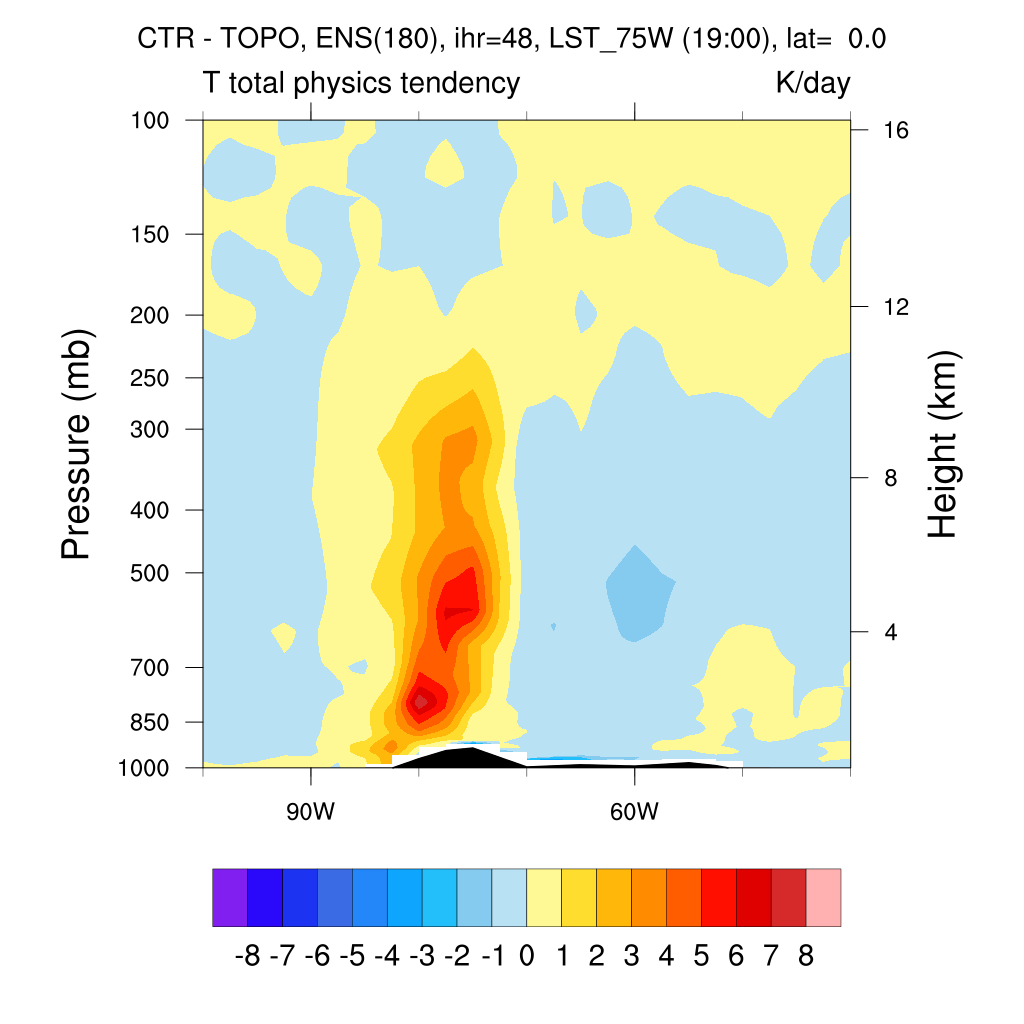 CTR - TOPO, ENS(180), ihr=48, LST_75W (19:00), lat=  0.0
T total physics tendency K/day
100
150
200
250
300
400
500
700
850
1000
Pressure (mb)
16
12
8
4
Height (km)
90W 60W
-8 -7 -6 -5 -4 -3 -2 -1 0 1 2 3 4 5 6 7 8